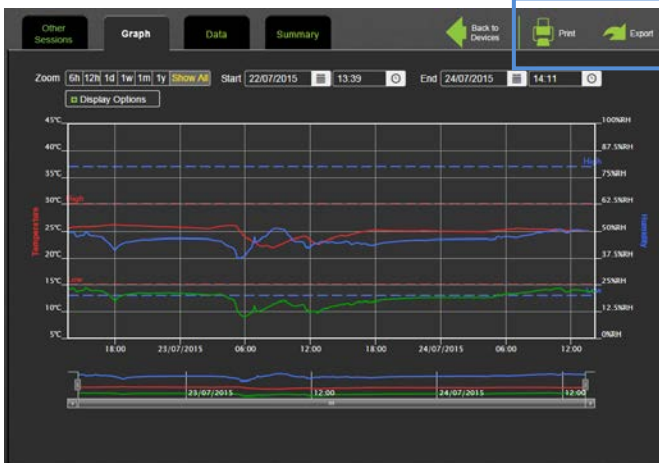 Other Sessions
Graph
Data
Summary
Back to Devices
Print
Export
Zoom 6h 12h 1d 1w 1m 1y Show All Start 22/07/2015 13:39 End 24/07/2015 14:11
Display Options
45°C 100%RH
40°C 87.5%RH
High
35°C 75%RH
High
30°C 62.5%RH
Temperature
25°C 50%RH
Humidity
20°C 37.5%RH
Low
15°C 25%RH
Low
10°C 12.5%RH
5°C 0%RH
18:00 23/07/2015 06:00 12:00 18:00 24/07/2015 06:00 12:00
23/07/2015 12:00 24/07/2015 12:00